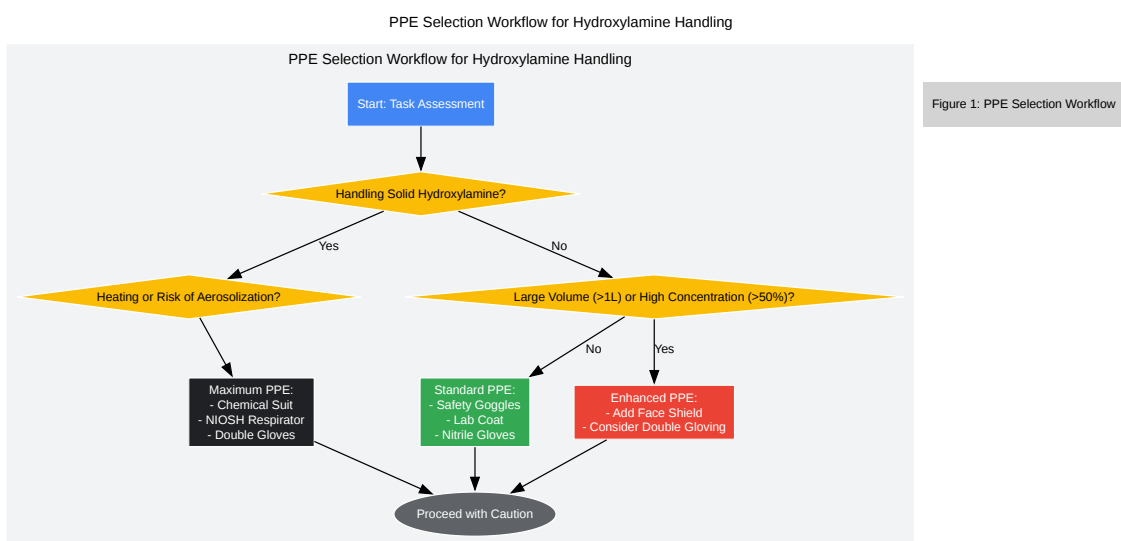 PPE Selection Workflow for Hydroxylamine Handling
PPE Selection Workflow for Hydroxylamine Handling
Start: Task Assessment
Figure 1: PPE Selection Workflow
Handling Solid Hydroxylamine?
Yes
No
Heating or Risk of Aerosolization?
Large Volume (>1L) or High Concentration (>50%)?
No
Yes
Maximum PPE:
- Chemical Suit
- NIOSH Respirator
- Double Gloves
Standard PPE:
- Safety Goggles
- Lab Coat
- Nitrile Gloves
Enhanced PPE:
- Add Face Shield
- Consider Double Gloving
Proceed with Caution